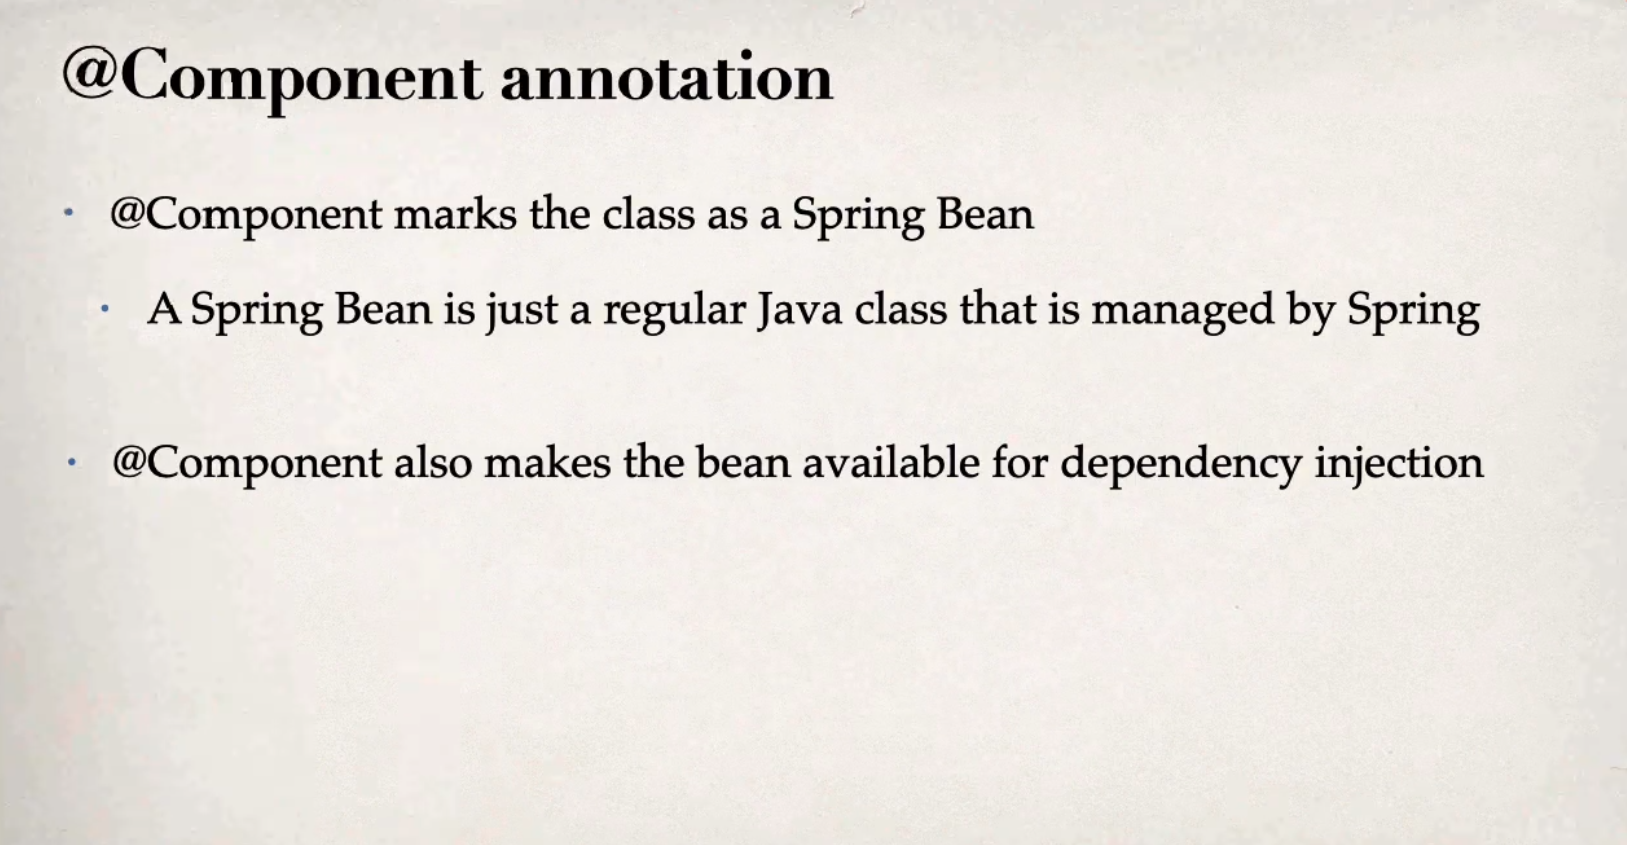 @Component annotation
@Component marks the class as a Spring Bean
A Spring Bean is just a regular Java class that is managed by Spring
@Component also makes the bean available for dependency injection